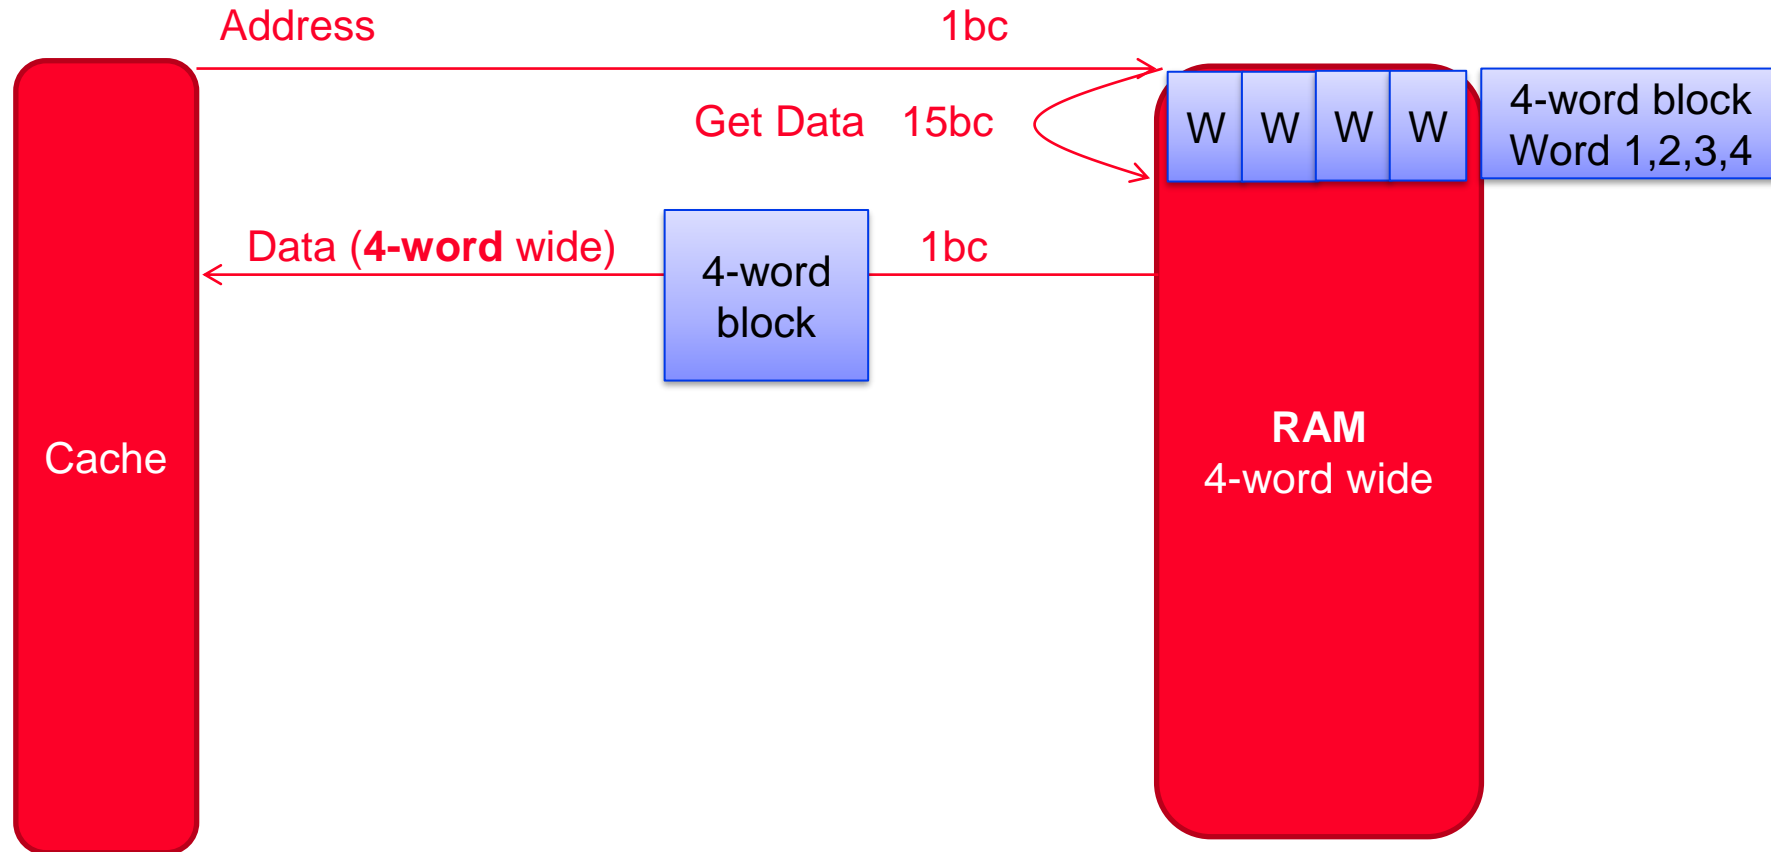 Address 1bc
Get Data 15bc
W W W W
4-word block
Word 1,2,3,4
Data (4-word wide) 1bc
4-word
block
Cache
RAM
4-word wide